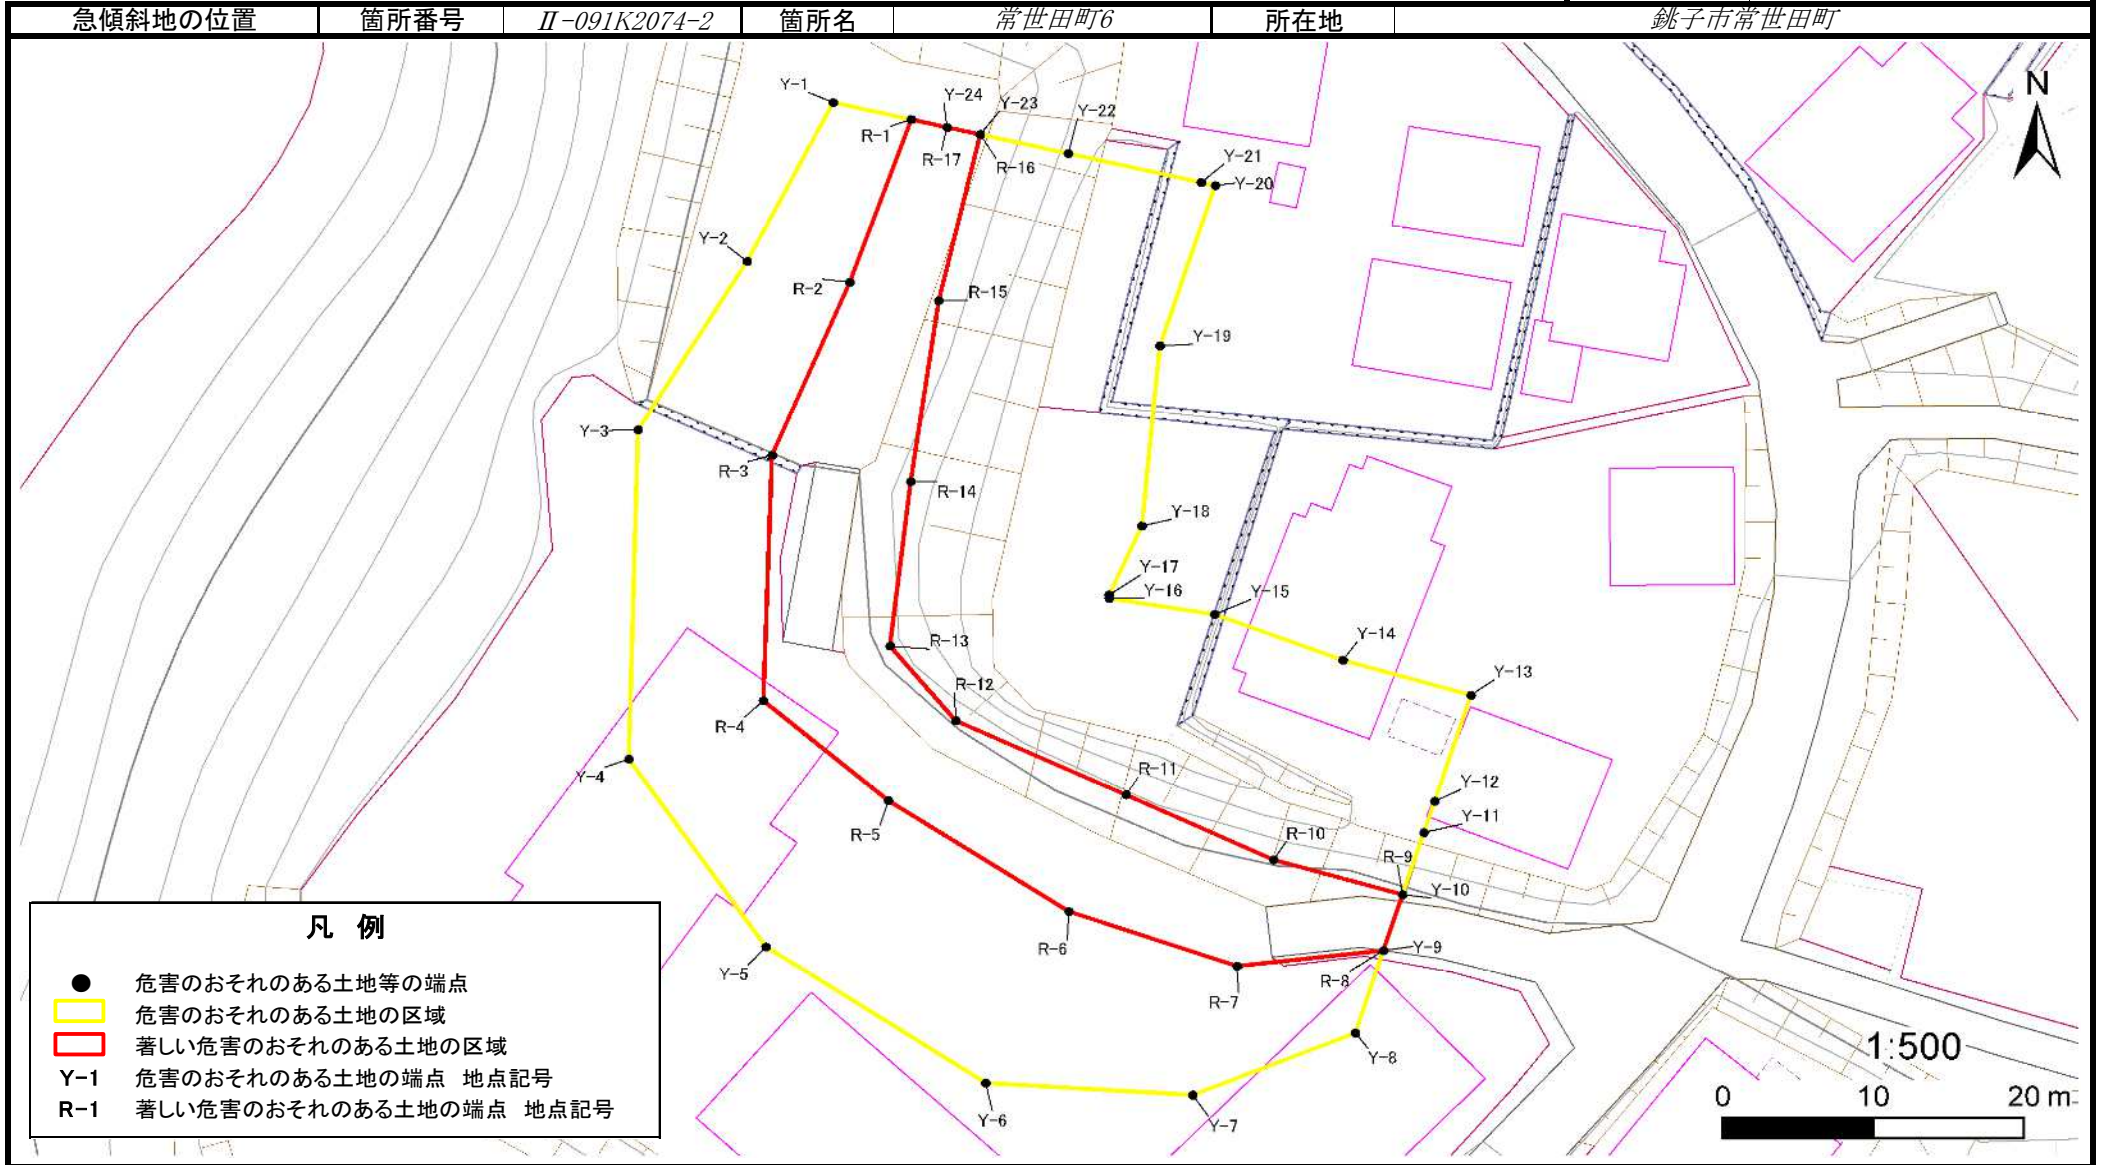 急傾斜地の位置 箇所番号 Ⅱ-091K2074-2 箇所名 常世田町6 所在地 銚子市常世田町
N
Y-1
Y-24
Y-23
Y-22
R-1
R-17
R-16
Y-21
Y-20
Y-2
R-2
R-15
Y-19
Y-3
R-3
R-14
Y-18
Y-17
Y-16
Y-15
R-13
Y-14
Y-13
R-12
R-4
Y-4
R-11
Y-12
R-5
Y-11
R-10
R-9
Y-10
R-6
Y-9
Y-5
R-7
R-8
Y-8
Y-6
Y-7
凡 例
危害のおそれのある土地等の端点
危害のおそれのある土地の区域
著しい危害のおそれのある土地の区域
Y-1 危害のおそれのある土地の端点 地点記号
R-1 著しい危害のおそれのある土地の端点 地点記号
1:500
0 10 20 m